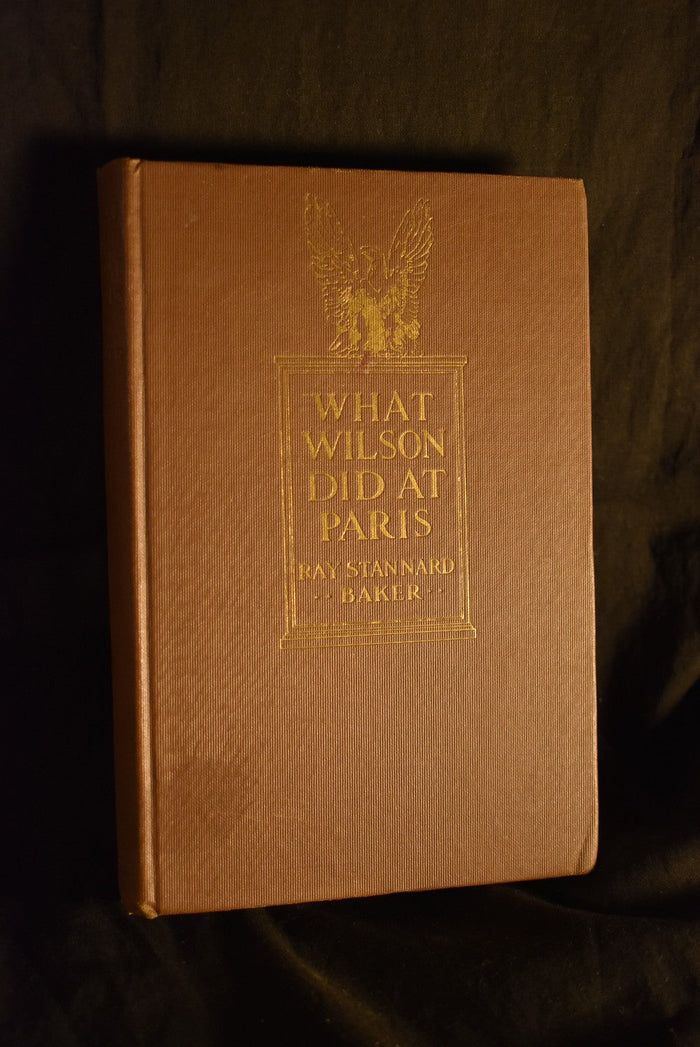 WHAT
WILSON
DID AT
PARIS
RAY STANNARD
·· BAKER ··